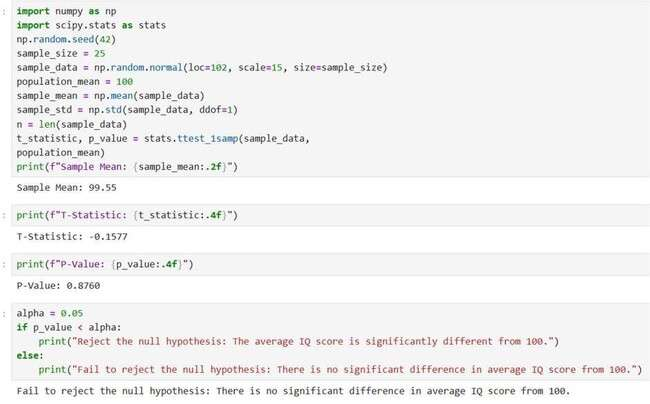 :
import numpy as np
import scipy.stats as stats
np.random.seed(42)
sample_size = 25
sample_data = np.random.normal(loc=102, scale=15, size=sample_size)
population_mean = 100
sample_mean = np.mean(sample_data)
sample_std = np.std(sample_data, ddof=1)
n = len(sample_data)
t_statistic, p_value = stats.ttest_1samp(sample_data,
population_mean)
print(f"Sample Mean: {sample_mean:.2f}")
Sample Mean: 99.55
:
print(f"T-Statistic: {t_statistic:.4f}")
T-Statistic: -0.1577
:
print(f"P-Value: {p_value:.4f}")
P-Value: 0.8760
:
alpha = 0.05
if p_value < alpha:
    print("Reject the null hypothesis: The average IQ score is significantly different from 100.")
else:
    print("Fail to reject the null hypothesis: There is no significant difference in average IQ score from 100.")
Fail to reject the null hypothesis: There is no significant difference in average IQ score from 100.